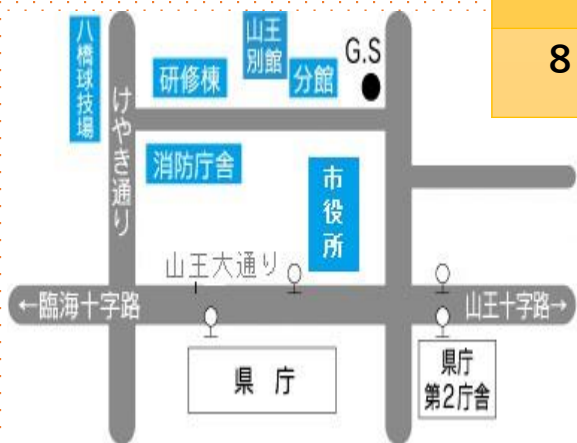 八橋球技場
けやき通り
研修棟
山王
別館
分館
G.S
8
消防庁舎
市役所
山王大通り
←臨海十字路
山王十字路→
県庁
県庁
第2庁舎